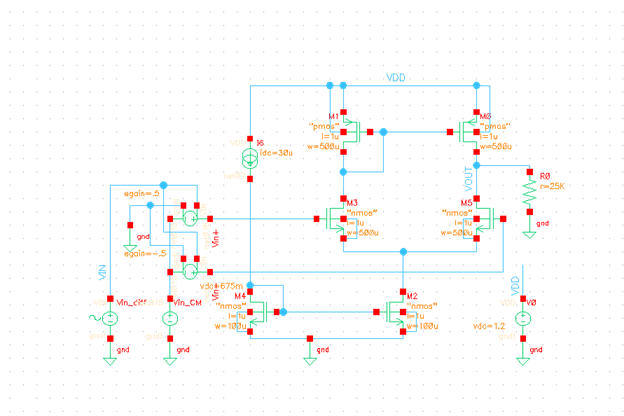 VDD
M1
"pmos"
l=1u
w=500u
M0
"pmos"
l=1u
w=500u
I6
idc=30u
VOUT
R0
r=25K
egain=.5
M3
"nmos"
l=1u
w=500u
M5
"nmos"
l=1u
w=500u
gnd
Vin+
gnd
egain=-.5
VIN
vdc=675m
Vin+
M4
"nmos"
l=1u
w=100u
M2
"nmos"
l=1u
w=100u
VDD
Vin_diff
Vin_CM
V0
vdc=1.2
gnd
gnd
gnd
gnd